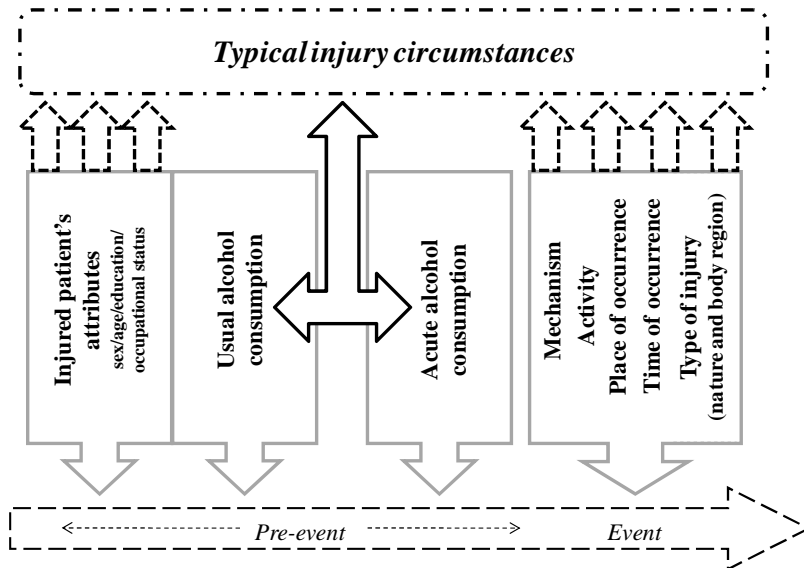 Typical injury circumstances
Injured patient's
attributes
sex/age/education/
occupational status
Usual alcohol
consumption
Acute alcohol
consumption
Mechanism
Activity
Place of occurrence
Time of occurrence
Type of injury
(nature and body region)
Pre-event
Event